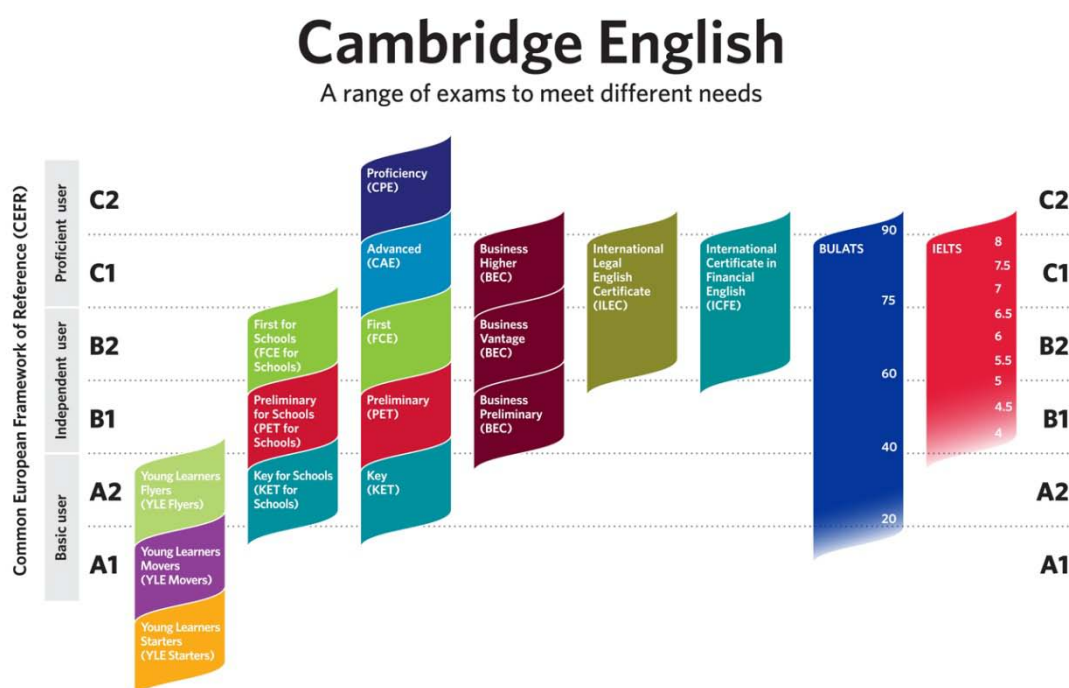 Cambridge English
A range of exams to meet different needs
Common European Framework of Reference (CEFR)
Proficient user
Independent user
Basic user
C2
C1
B2
B1
A2
A1
Young Learners
Flyers
(YLE Flyers)
Young Learners
Movers
(YLE Movers)
Young Learners
Starters
(YLE Starters)
First for
Schools
(FCE for
Schools)
Preliminary
for Schools
(PET for
Schools)
Key for Schools
(KET for
Schools)
Proficiency
(CPE)
Advanced
(CAE)
First
(FCE)
Preliminary
(PET)
Key
(KET)
Business
Higher
(BEC)
Business
Vantage
(BEC)
Business
Preliminary
(BEC)
International
Legal
English
Certificate
(ILEC)
International
Certificate in
Financial
English
(ICFE)
BULATS
90
75
60
40
20
IELTS
8
7.5
7
6.5
6
5.5
5
4.5
4
C2
C1
B2
B1
A2
A1